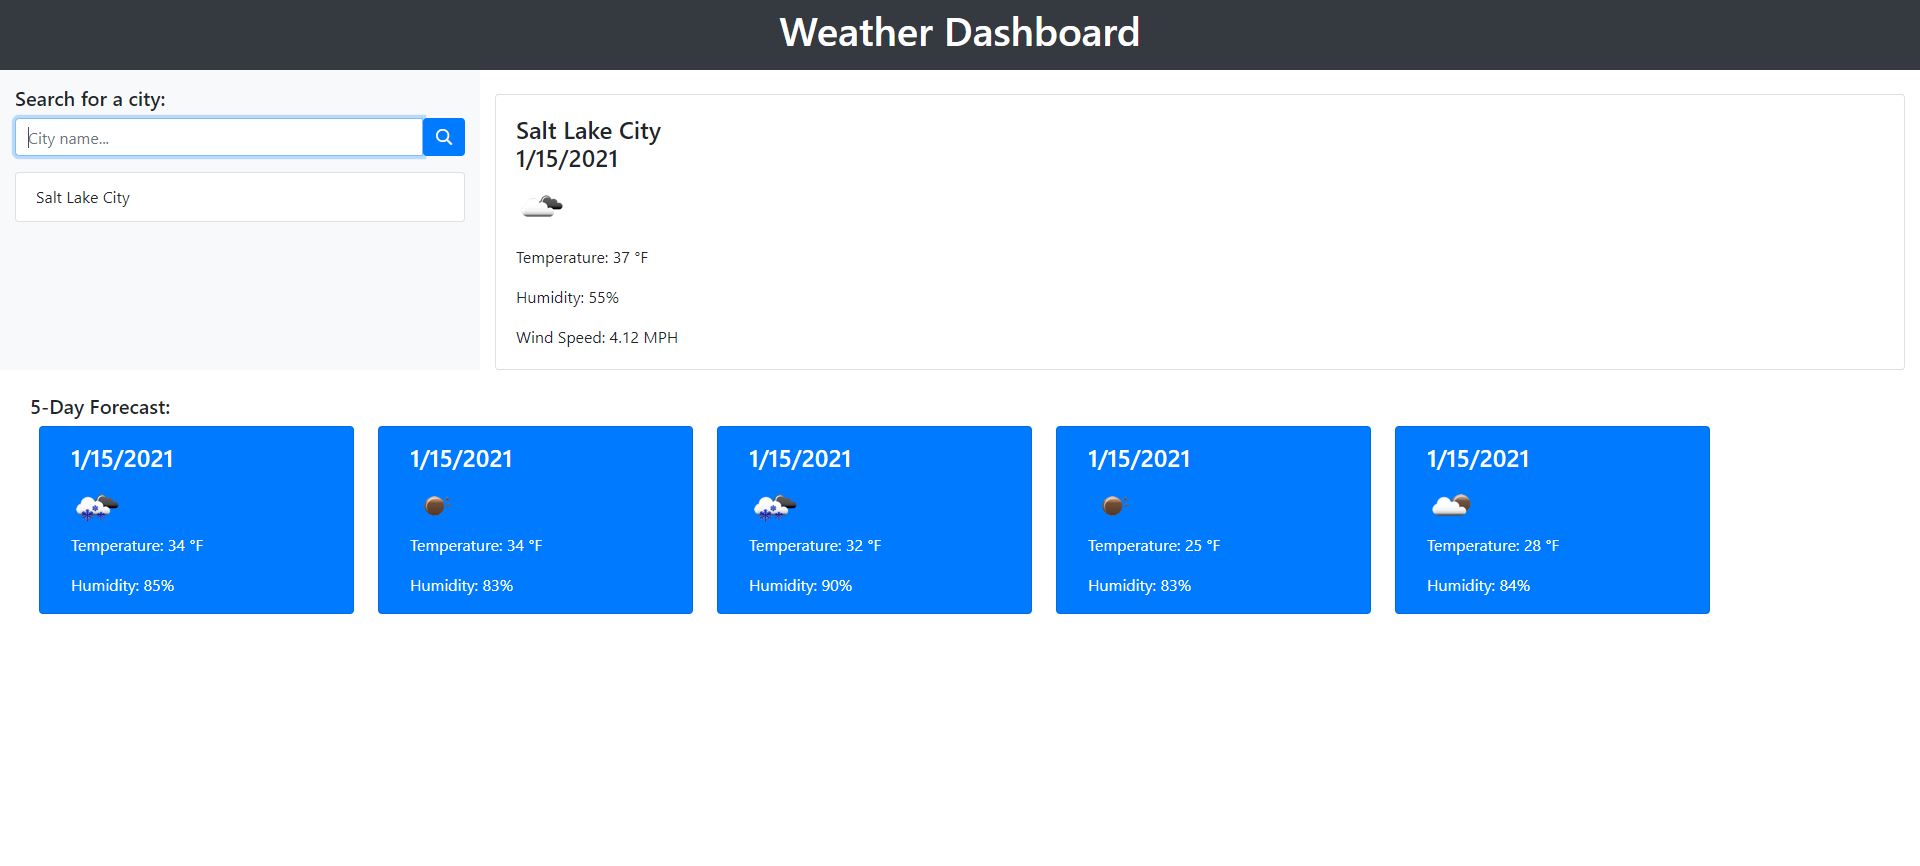 Weather Dashboard
Search for a city:
City name...
Salt Lake City
Salt Lake City
1/15/2021
Temperature: 37 °F
Humidity: 55%
Wind Speed: 4.12 MPH
5-Day Forecast:
1/15/2021
Temperature: 34 °F
Humidity: 85%
1/15/2021
Temperature: 34 °F
Humidity: 83%
1/15/2021
Temperature: 32 °F
Humidity: 90%
1/15/2021
Temperature: 25 °F
Humidity: 83%
1/15/2021
Temperature: 28 °F
Humidity: 84%